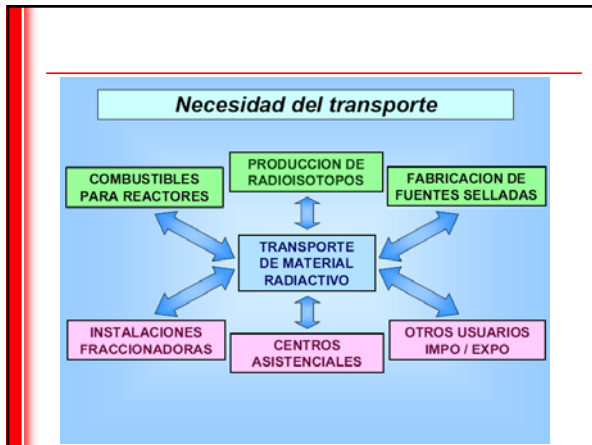 Necesidad del transporte
PRODUCCION DE
RADIOISOTOPOS
COMBUSTIBLES
PARA REACTORES
FABRICACION DE
FUENTES SELLADAS
TRANSPORTE
DE MATERIAL
RADIACTIVO
INSTALACIONES
FRACCIONADORAS
CENTROS
ASISTENCIALES
OTROS USUARIOS
IMPO / EXPO